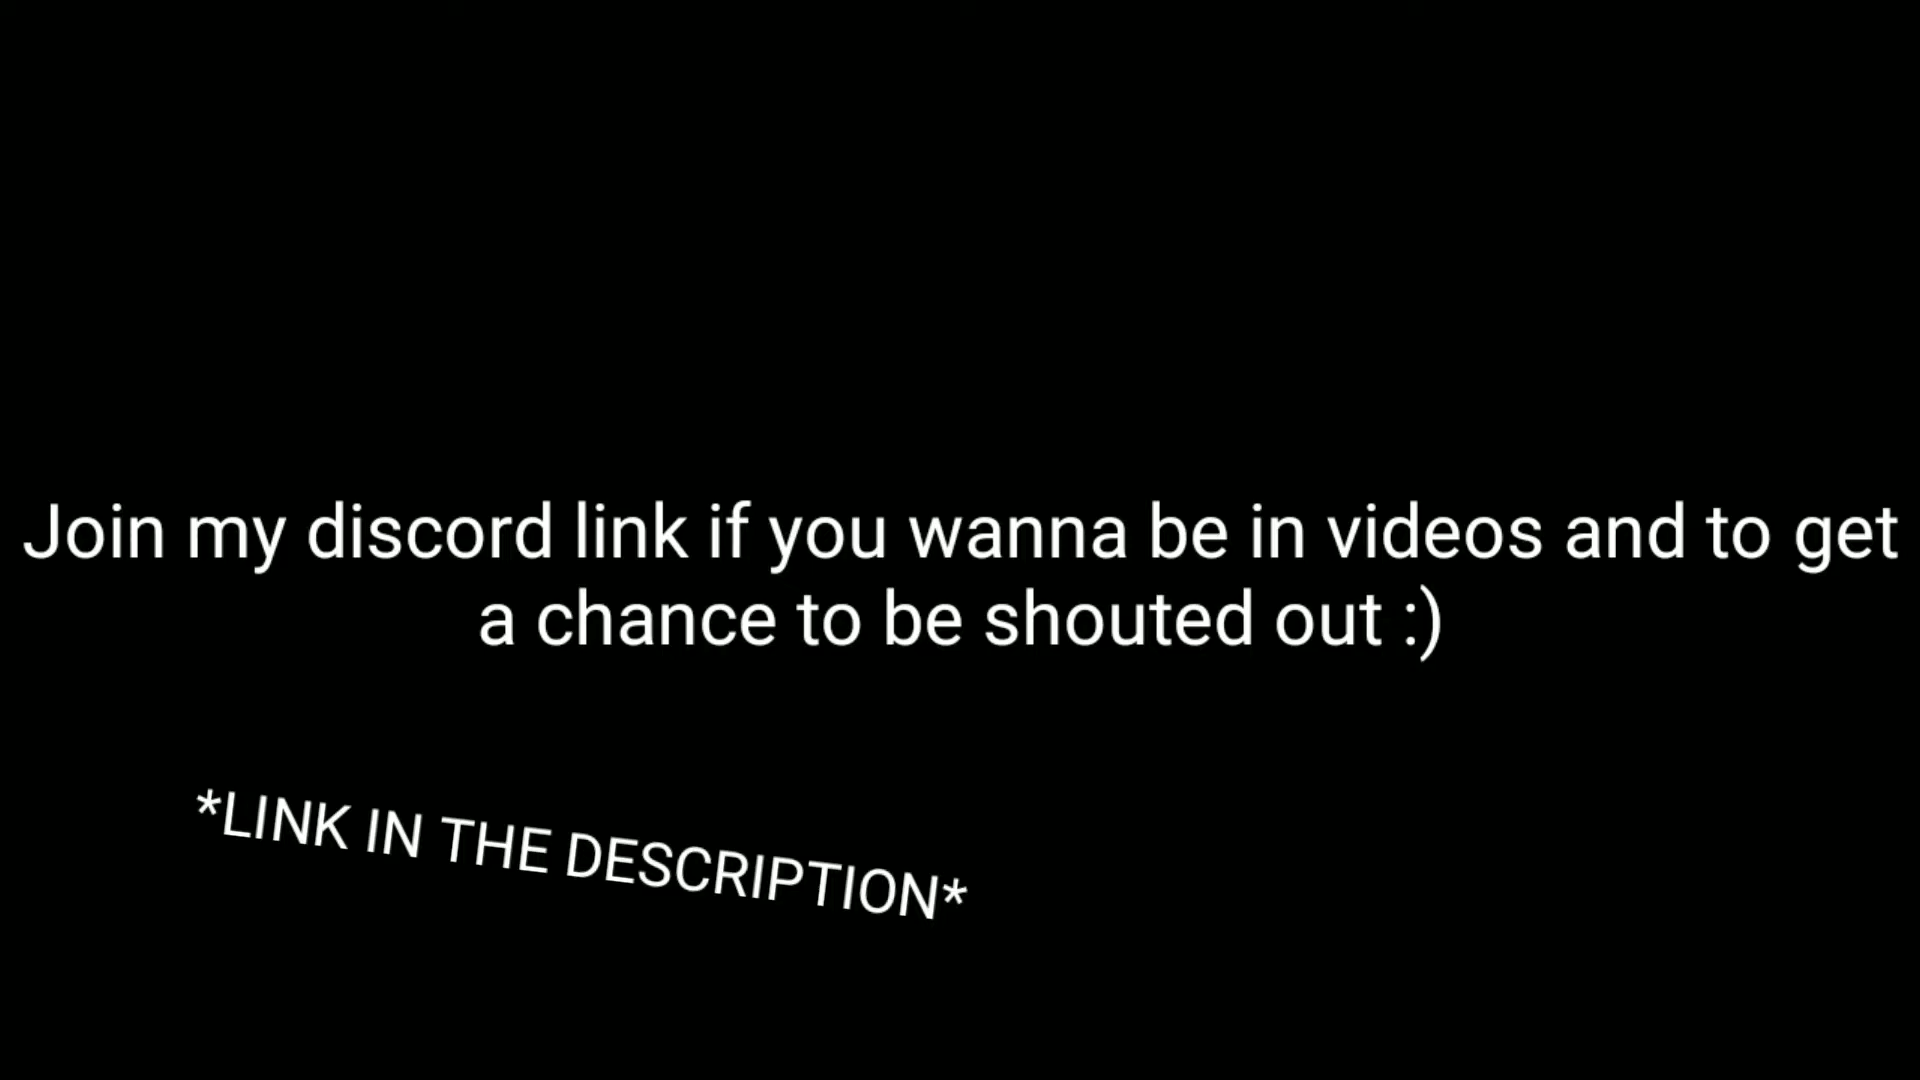 Join my discord link if you wanna be in videos and to get
a chance to be shouted out :)
*LINK IN THE DESCRIPTION*